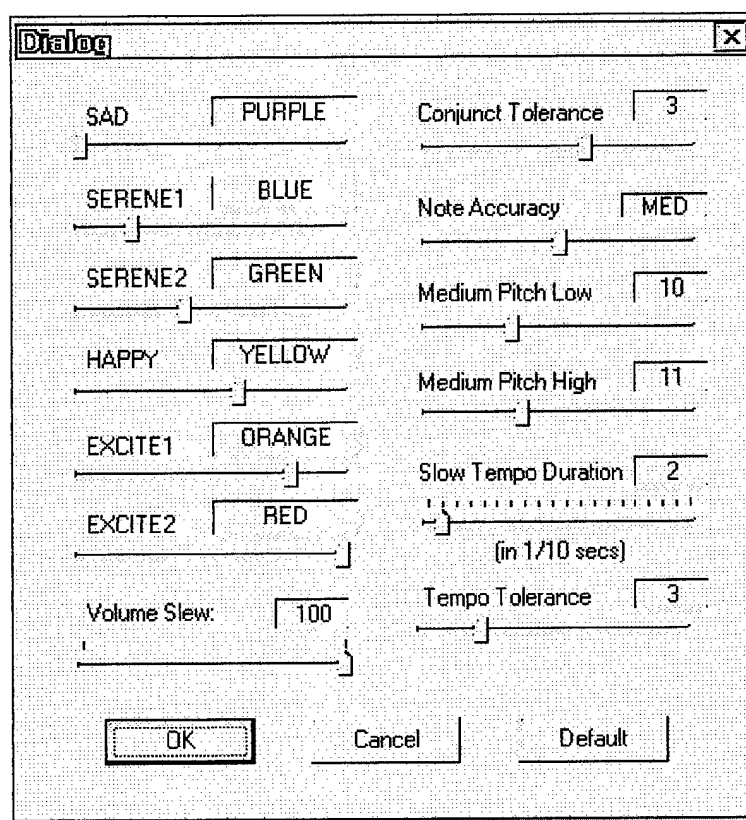 Dialog
SAD PURPLE
SERENE1 BLUE
SERENE2 GREEN
HAPPY YELLOW
EXCITE1 ORANGE
EXCITE2 RED
Volume Slew: 100
Conjunct Tolerance 3
Note Accuracy MED
Medium Pitch Low 10
Medium Pitch High 11
Slow Tempo Duration 2
(in 1/10 secs)
Tempo Tolerance 3
OK Cancel Default